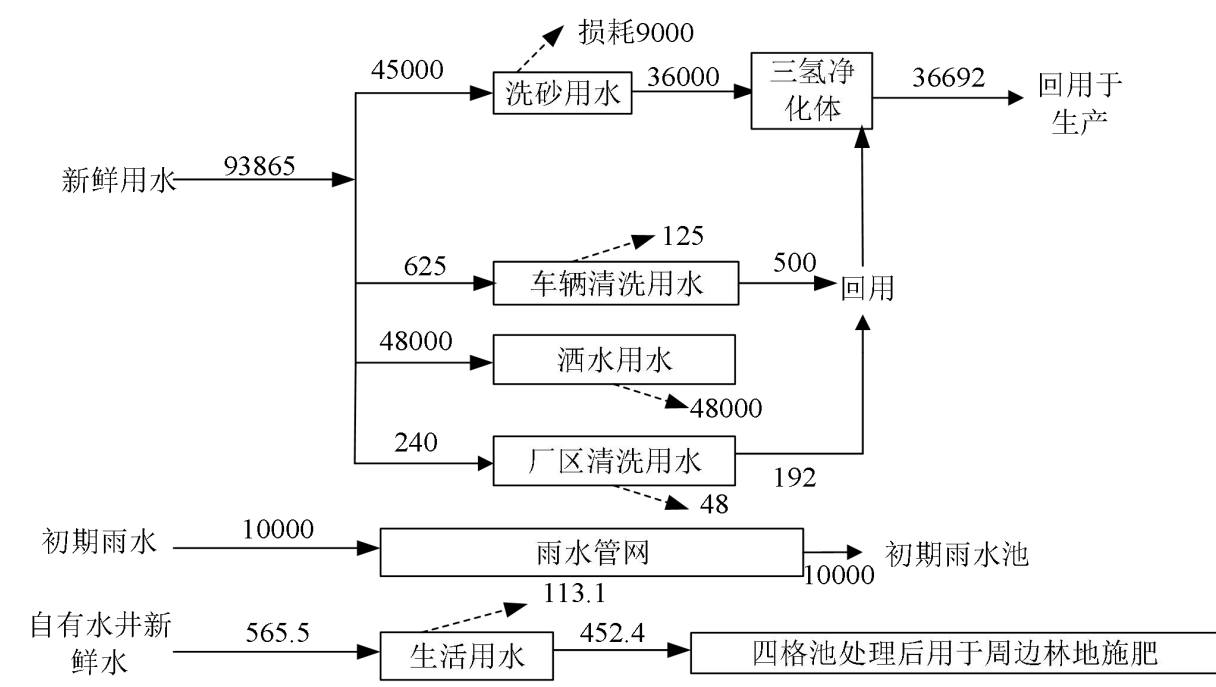 损耗9000
45000
洗砂用水
36000
三氢净
化体
36692
回用于
生产
新鲜用水
93865
125
625
车辆清洗用水
500
回用
48000
洒水用水
48000
240
厂区清洗用水
192
48
初期雨水
10000
雨水管网
10000
初期雨水池
113.1
自有水井新
鲜水
565.5
生活用水
452.4
四格池处理后用于周边林地施肥